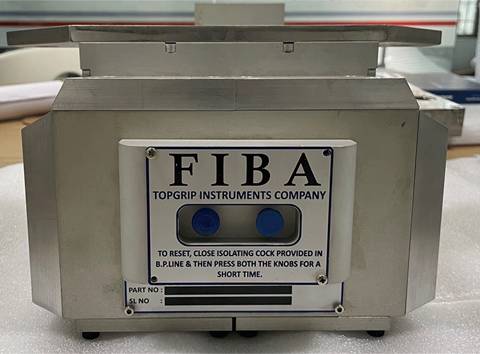 FIBA
TOPGRIP INSTRUMENTS COMPANY
TO RESET, CLOSE ISOLATING COCK PROVIDED IN
B.P.LINE & THEN PRESS BOTH THE KNOBS FOR A
SHORT TIME.
PART NO :
SL NO :